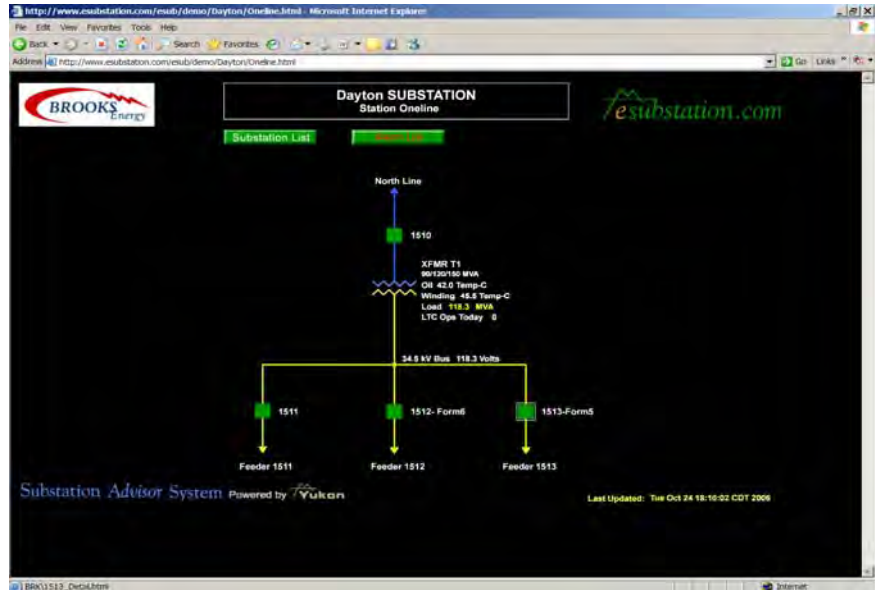 http://www.esubstation.com/esub/demo/Dayton/Oneline.html - Microsoft Internet Explorer
File Edit View Favorites Tools Help
Back Search Favorites
Address http://www.esubstation.com/esub/demo/Dayton/Oneline.html Go Links
BROOKS Energy
Dayton SUBSTATION
Station Oneline
esubstation.com
Substation List
North Line
1510
XFMR T1
90/120/150 MVA
Oil 42.0 Temp-C
Winding 45.5 Temp-C
Load 118.3 MVA
LTC Ops Today 0
34.5 kV Bus 118.3 Volts
1511
1512- Form6
1513-Form5
Feeder 1511
Feeder 1512
Feeder 1513
Substation Advisor System Powered by Yukon
Last Updated: Tue Oct 24 18:16:02 CDT 2006
Internet